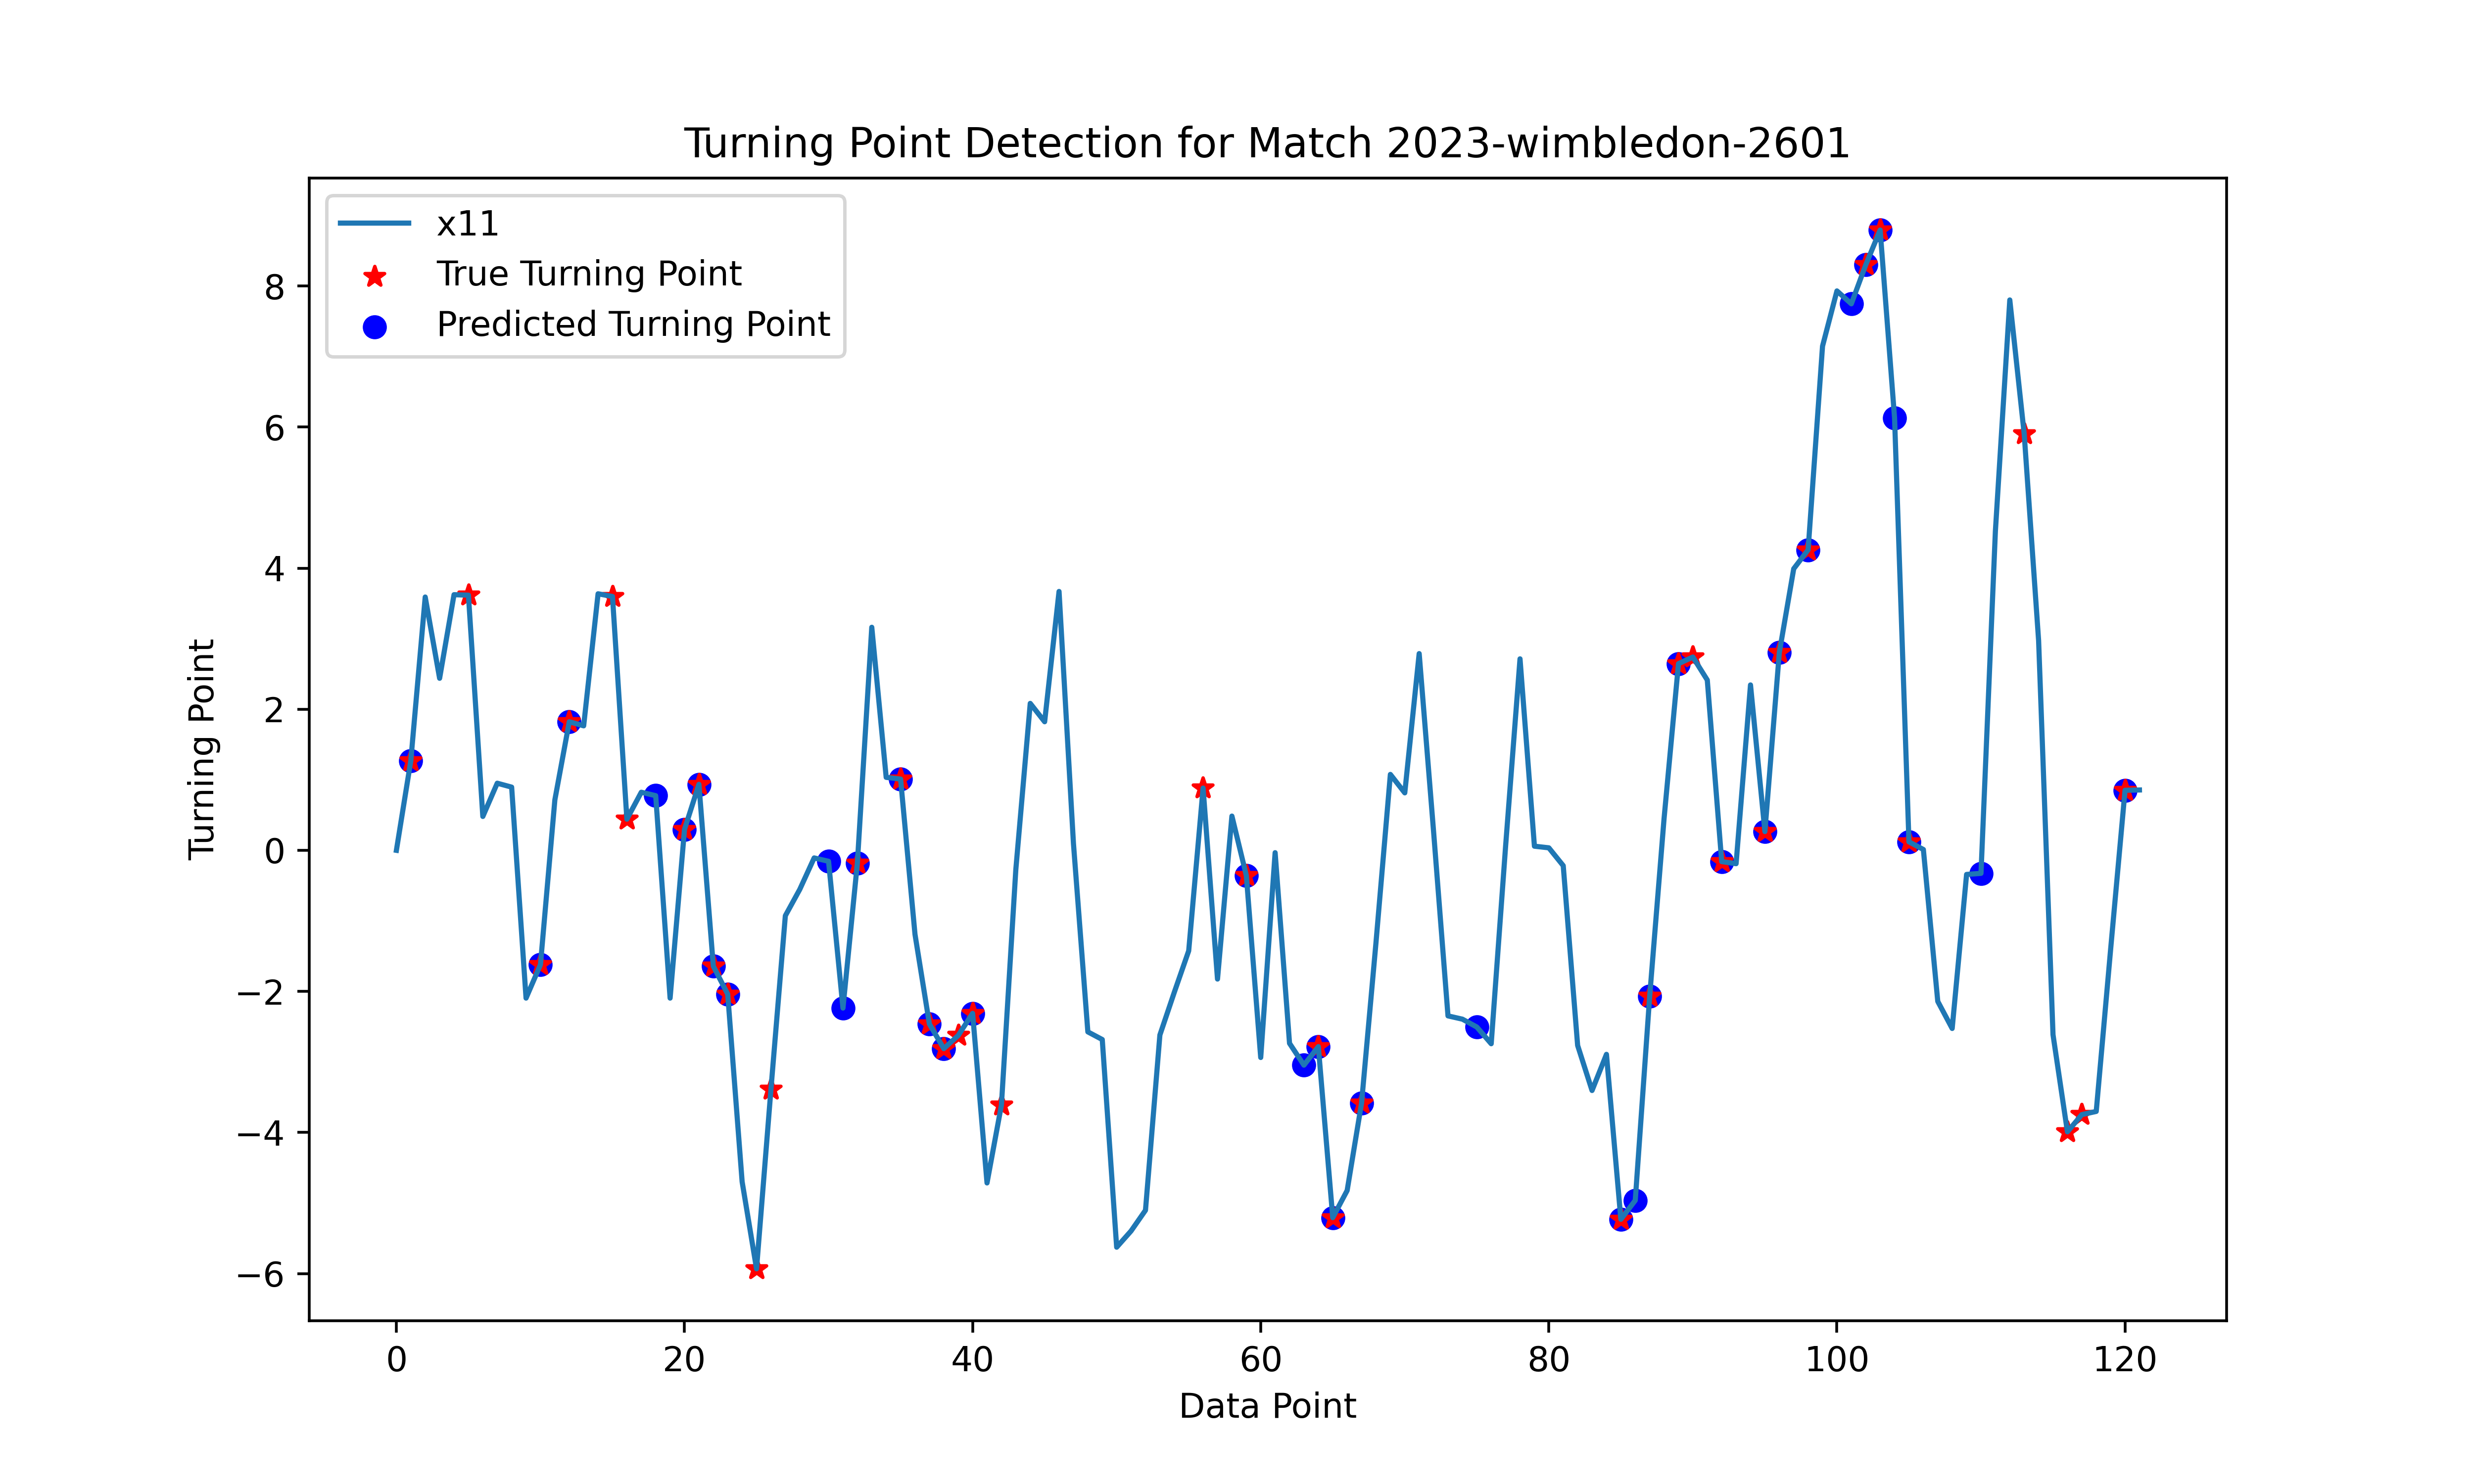 Turning Point Detection for Match 2023-wimbledon-2601
x11
True Turning Point
Predicted Turning Point
8
6
4
2
0
−2
−4
−6
Turning Point
0 20 40 60 80 100 120
Data Point